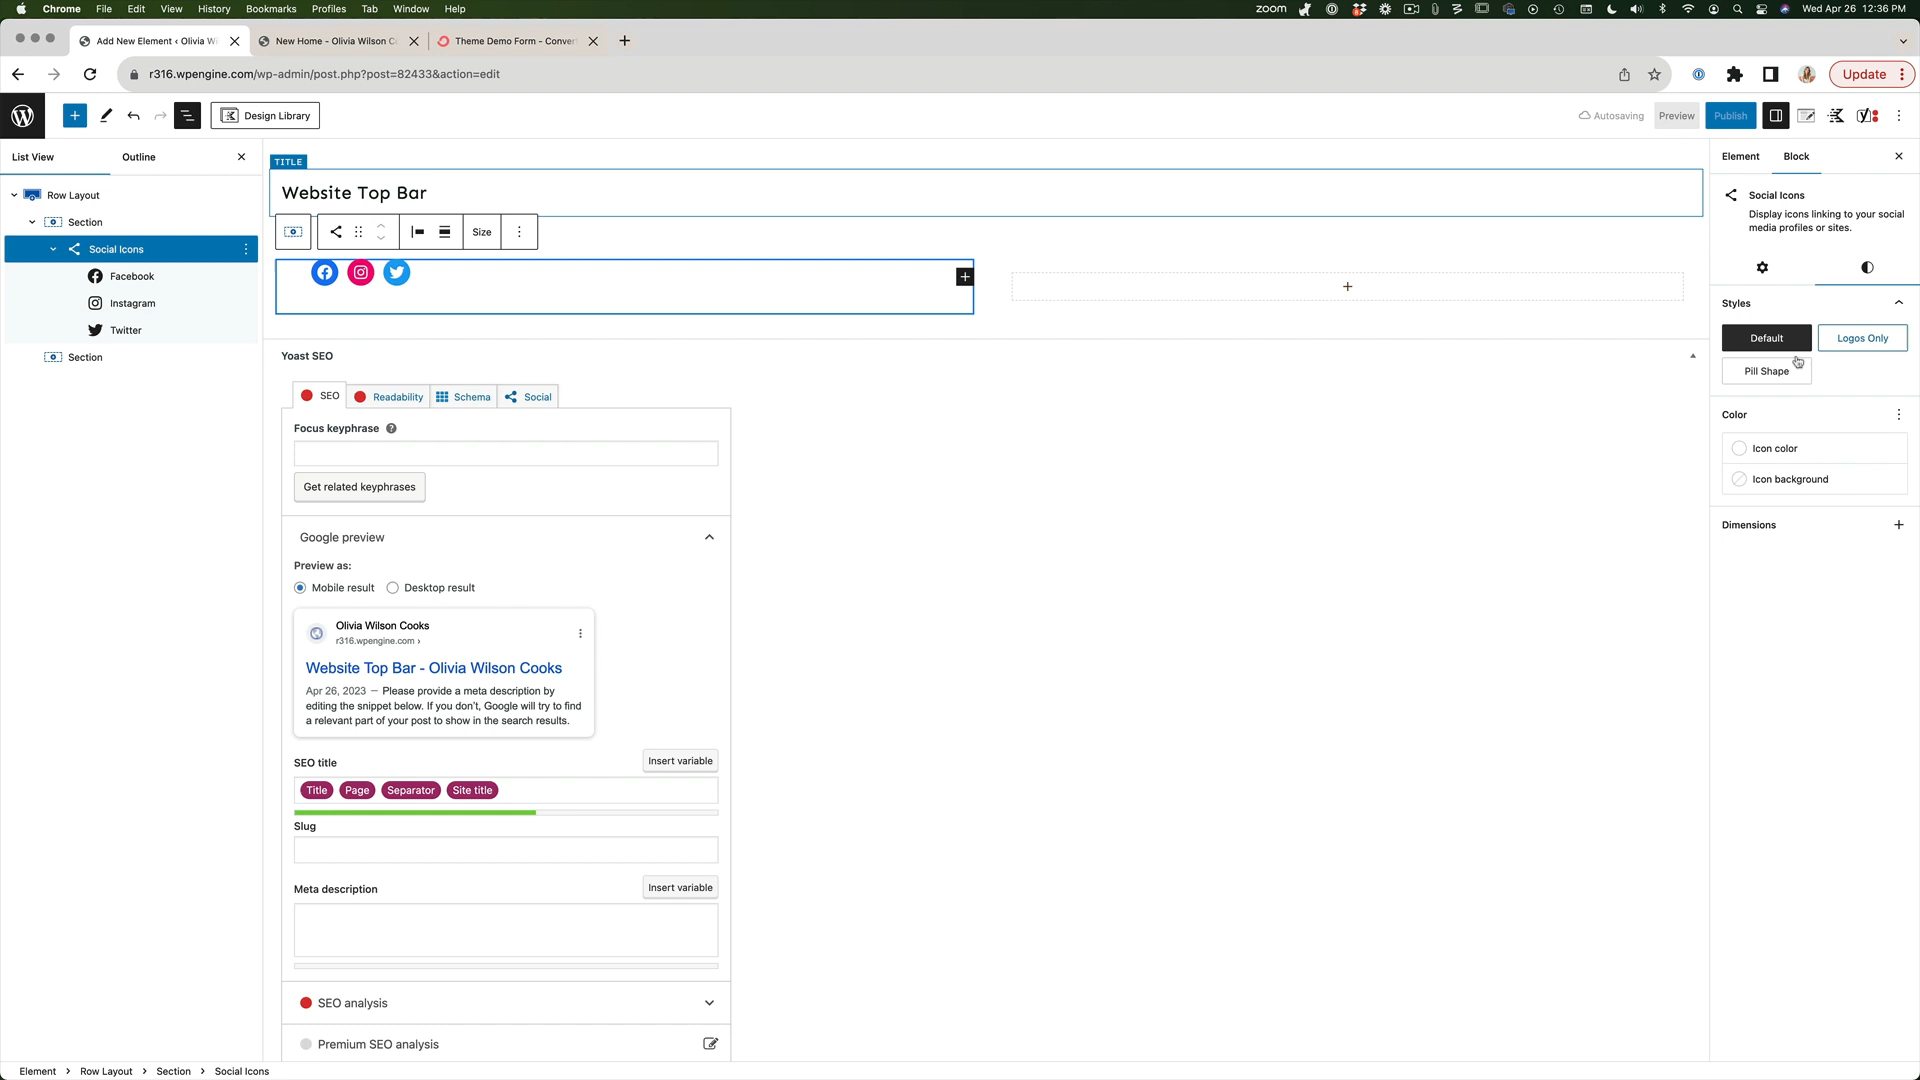 Chrome File Edit View History Bookmarks Profiles Tab Window Help
zoom Wed Apr 26 12:36 PM
Add New Element ‹ Olivia W
New Home - Olivia Wilson C
Theme Demo Form - Conver
r316.wpengine.com/wp-admin/post.php?post=82433&action=edit
Update
Design Library
Autosaving
Preview
Publish
List View
Outline
Row Layout
Section
Social Icons
Facebook
Instagram
Twitter
Section
TITLE
Website Top Bar
Size
Yoast SEO
SEO
Readability
Schema
Social
Focus keyphrase
Get related keyphrases
Google preview
Preview as:
Mobile result
Desktop result
Olivia Wilson Cooks
r316.wpengine.com ›
Website Top Bar - Olivia Wilson Cooks
Apr 26, 2023 － Please provide a meta description by
editing the snippet below. If you don't, Google will try to find
a relevant part of your post to show in the search results.
SEO title
Insert variable
Title
Page
Separator
Site title
Slug
Meta description
Insert variable
SEO analysis
Premium SEO analysis
Element
Block
Social Icons
Display icons linking to your social
media profiles or sites.
Styles
Default
Logos Only
Pill Shape
Color
Icon color
Icon background
Dimensions
Element › Row Layout › Section › Social Icons